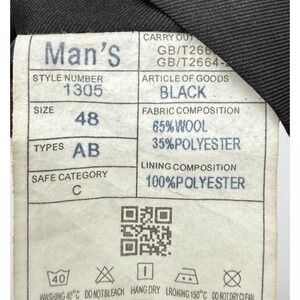 Man'S
CARRY OUT
GB/T266
GB/T2664-
STYLE NUMBER
1305
ARTICLE OF GOODS
BLACK
SIZE
48
FABRIC COMPOSITION
65%WOOL
35%POLYESTER
TYPES
AB
LINING COMPOSITION
100%POLYESTER
SAFE CATEGORY
C
40
WASHING 40°C DO NOT BLEACH HANG DRY LRONING 150°C DO NOT DRY CLEAN